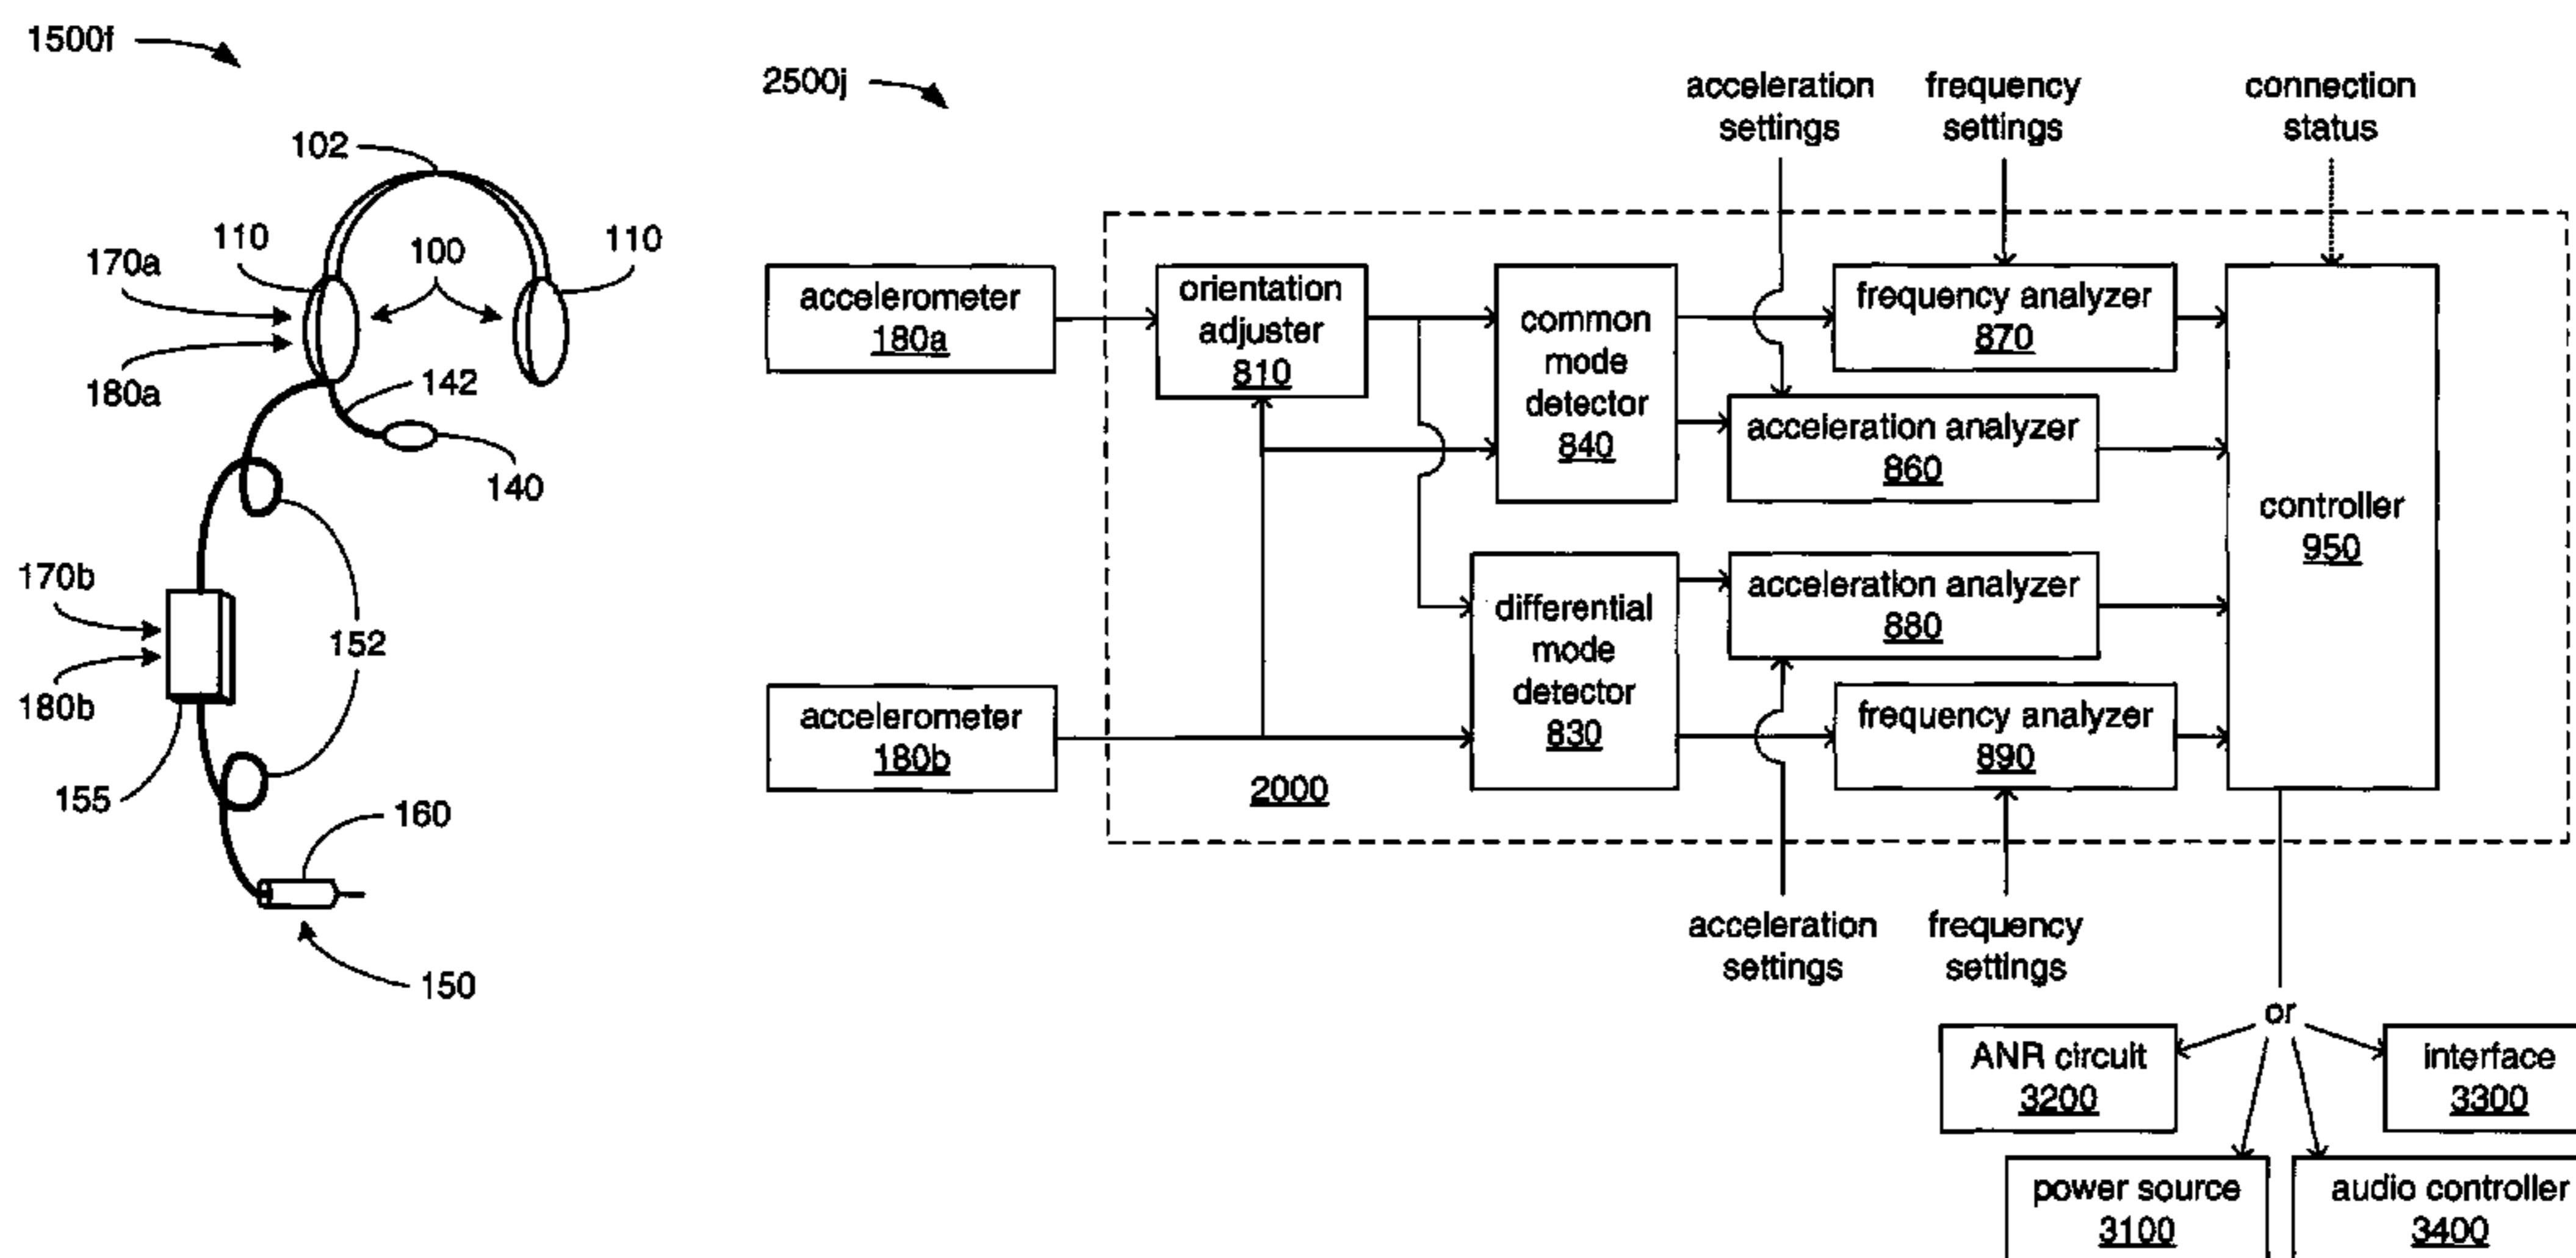 1500f
102
110
100
110
170a
180a
142
140
170b
152
180b
155
160
150
2500j
acceleration
settings
frequency
settings
connection
status
accelerometer
180a
orientation
adjuster
810
common
mode
detector
840
frequency analyzer
870
acceleration analyzer
860
controller
950
differential
mode
detector
830
acceleration analyzer
880
accelerometer
180b
frequency analyzer
890
2000
acceleration
settings
frequency
settings
or
ANR circuit
3200
interface
3300
power source
3100
audio controller
3400